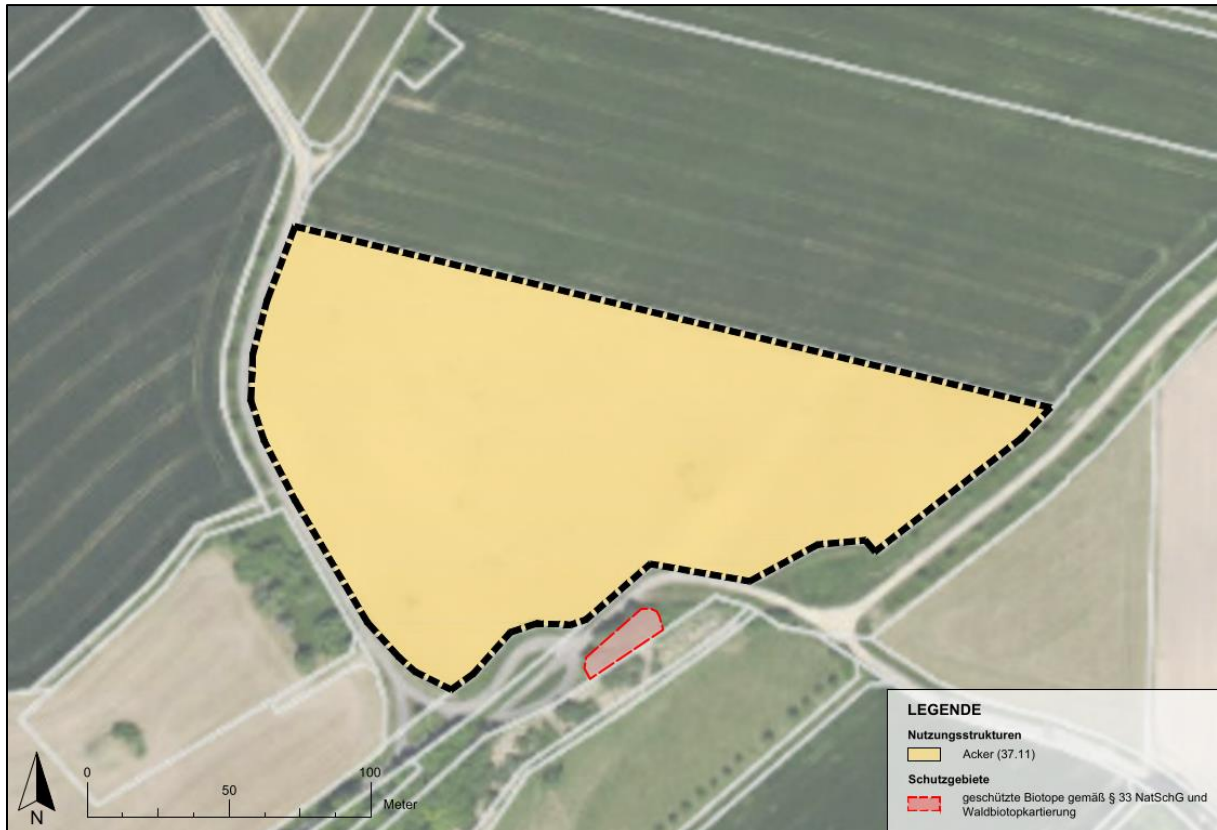 LEGENDE
Nutzungsstrukturen
Acker (37.11)
Schutzgebiete
geschützte Biotope gemäß § 33 NatSchG und
Waldbiotopkartierung
N
0
100
50
Meter